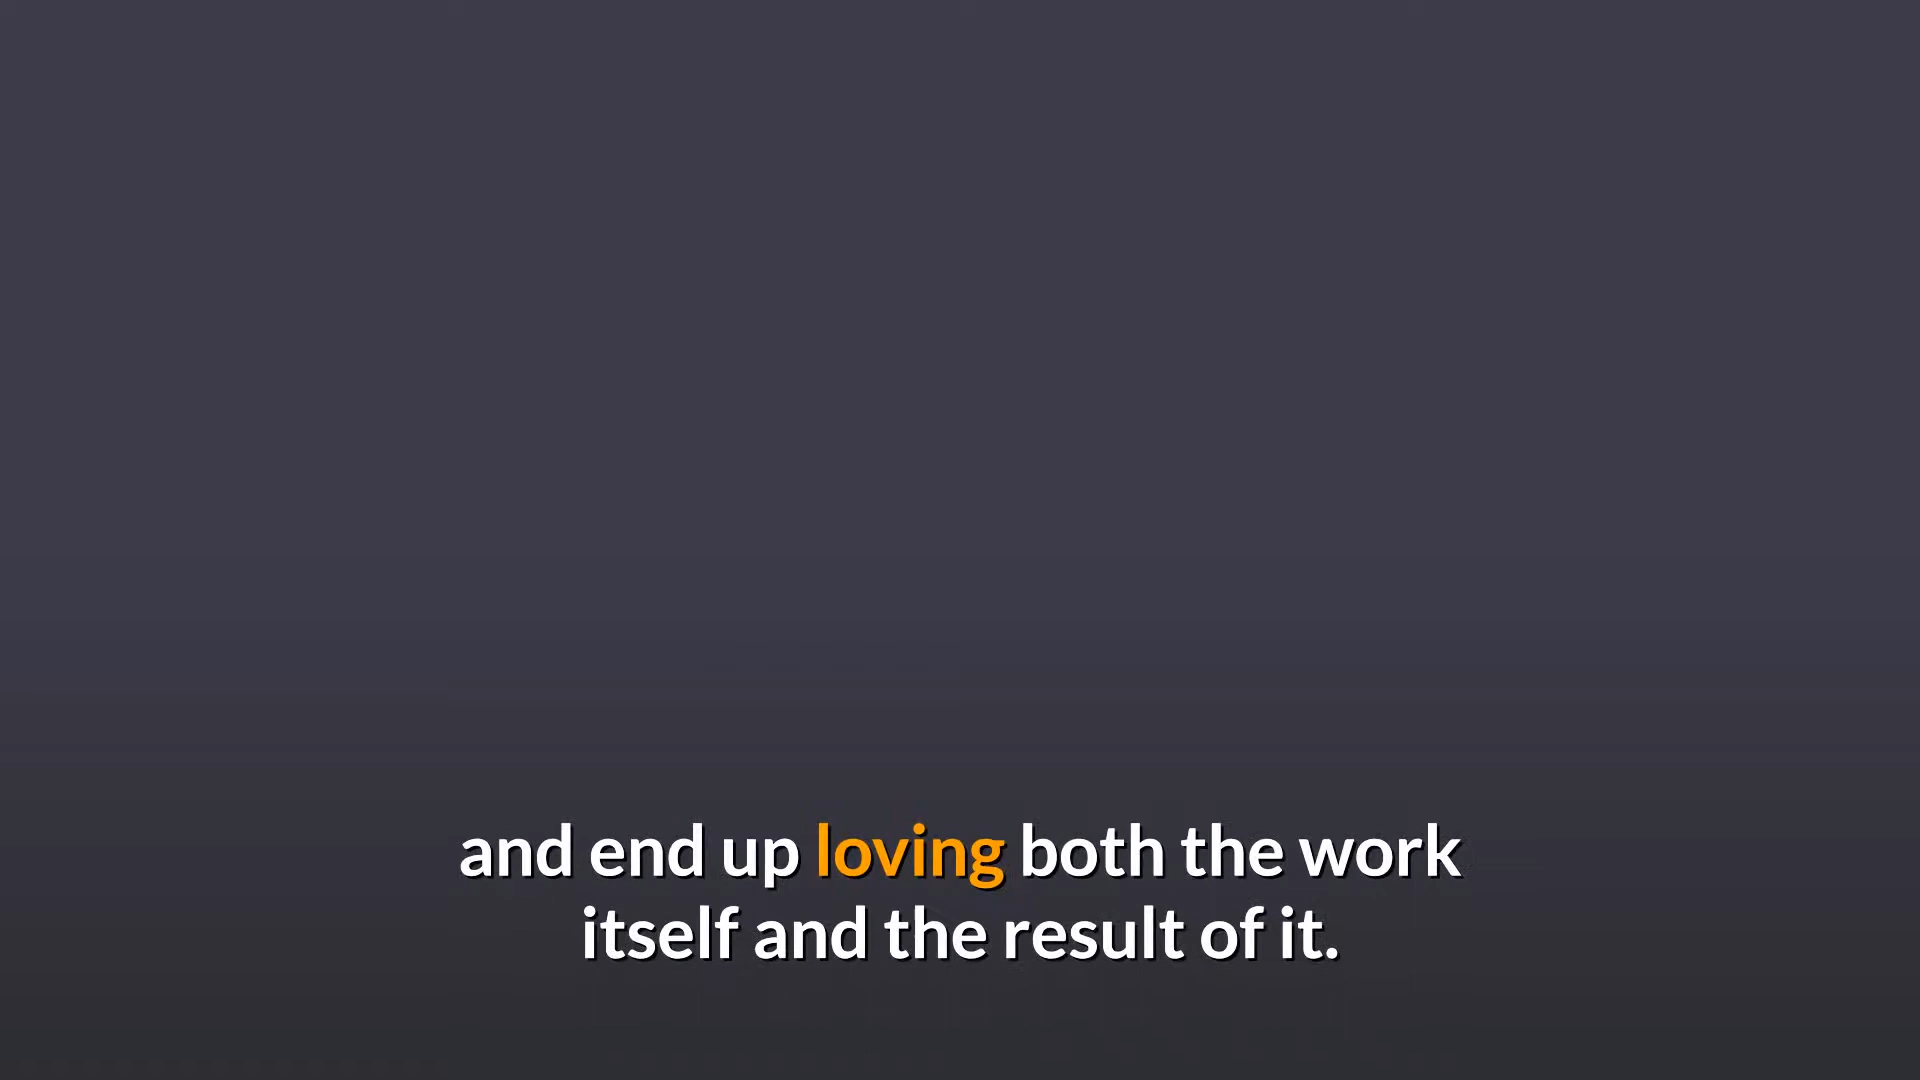 and end up loving both the work
itself and the result of it.